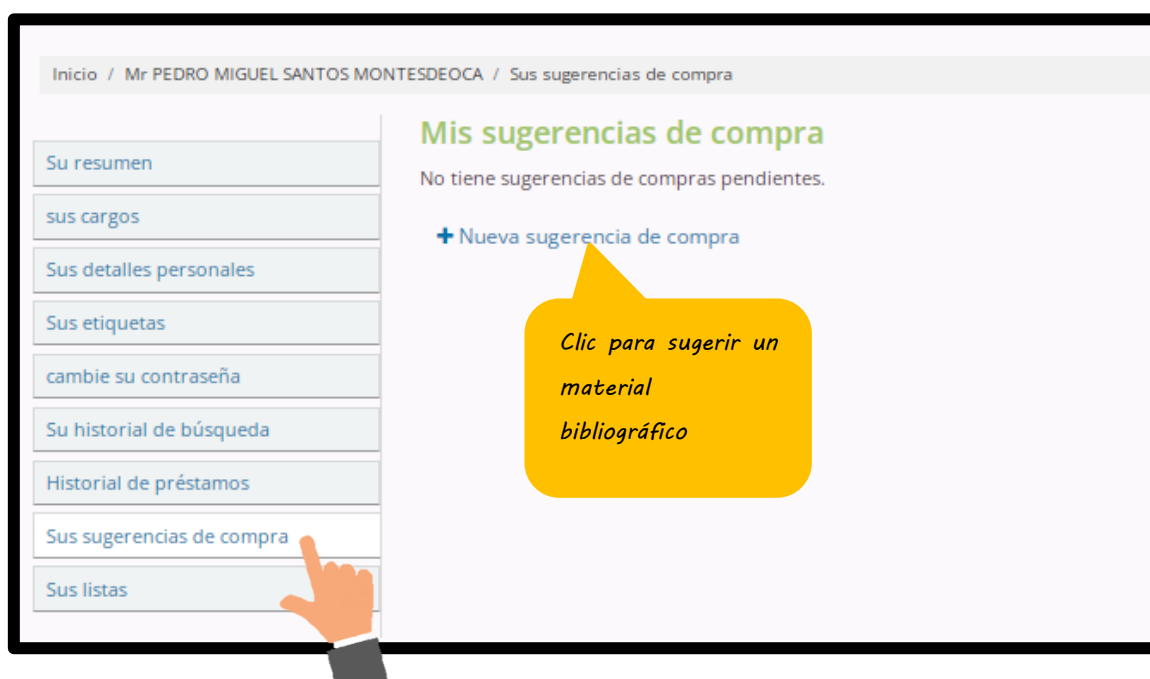 Inicio / Mr PEDRO MIGUEL SANTOS MONTESDEOCA / Sus sugerencias de compra
Su resumen
sus cargos
Sus detalles personales
Sus etiquetas
cambie su contraseña
Su historial de búsqueda
Historial de préstamos
Sus sugerencias de compra
Sus listas
Mis sugerencias de compra
No tiene sugerencias de compras pendientes.
+ Nueva sugerencia de compra
Clic para sugerir un
material
bibliográfico